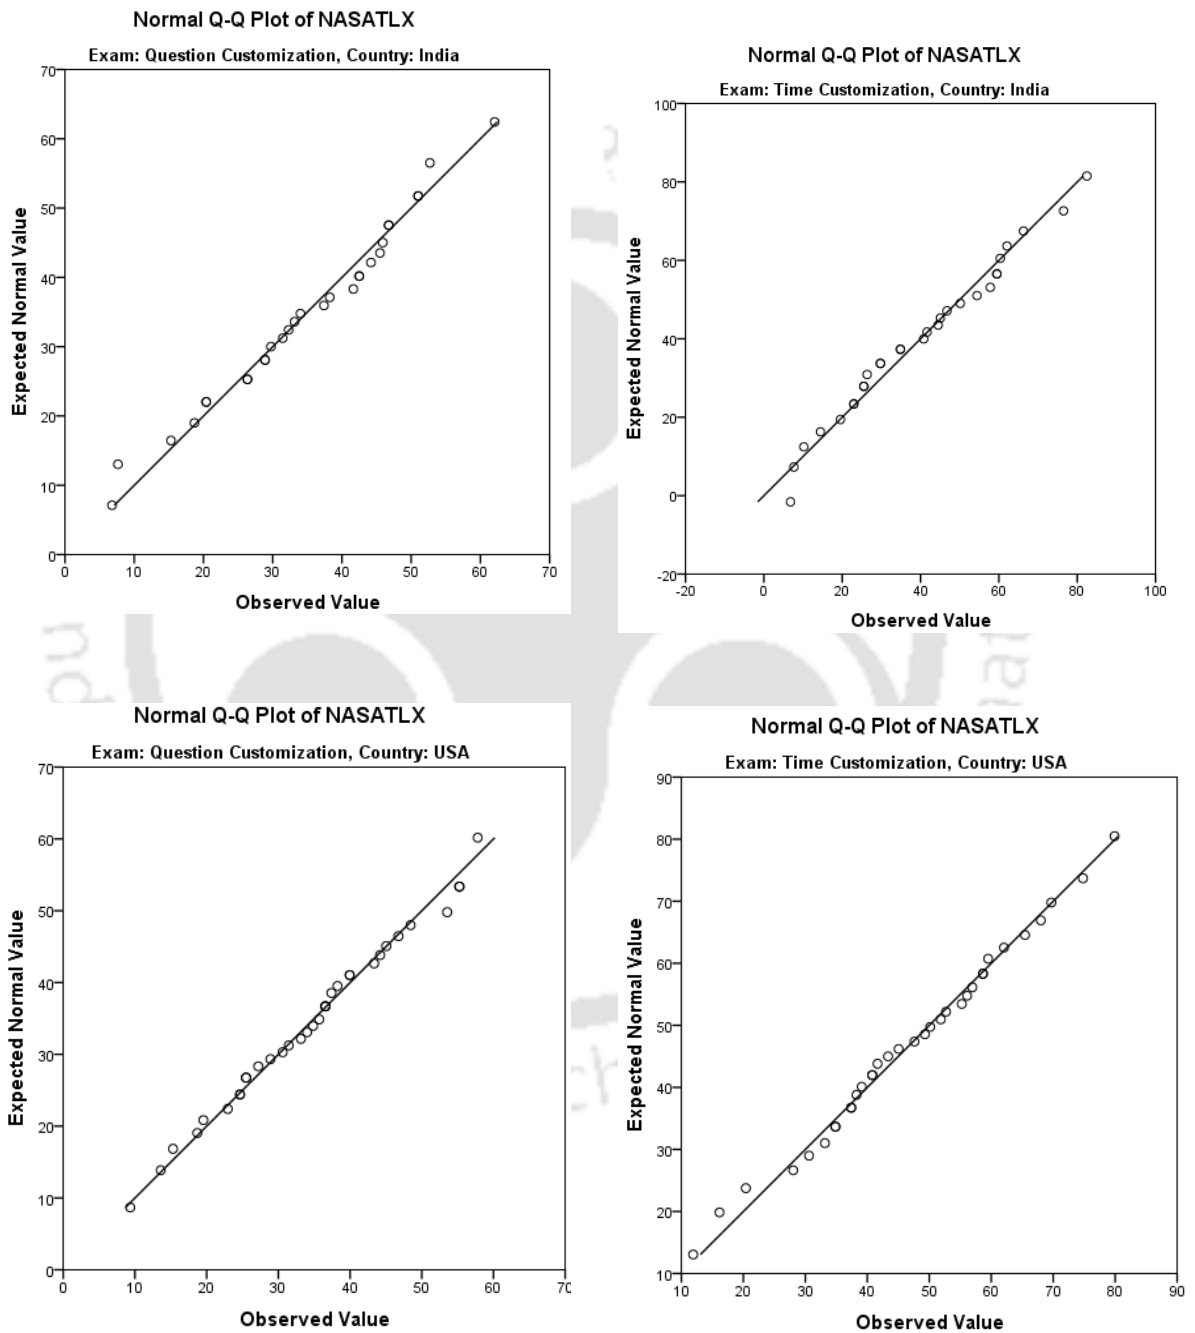 Normal Q-Q Plot of NASATLX
Exam: Question Customization, Country: India
Expected Normal Value
70
60
50
40
30
20
10
0
0 10 20 30 40 50 60 70
Observed Value
Normal Q-Q Plot of NASATLX
Exam: Time Customization, Country: India
Expected Normal Value
100
80
60
40
20
0
-20
-20 0 20 40 60 80 100
Observed Value
Normal Q-Q Plot of NASATLX
Exam: Question Customization, Country: USA
Expected Normal Value
70
60
50
40
30
20
10
0
0 10 20 30 40 50 60 70
Observed Value
Normal Q-Q Plot of NASATLX
Exam: Time Customization, Country: USA
Expected Normal Value
90
80
70
60
50
40
30
20
10
10 20 30 40 50 60 70 80 90
Observed Value